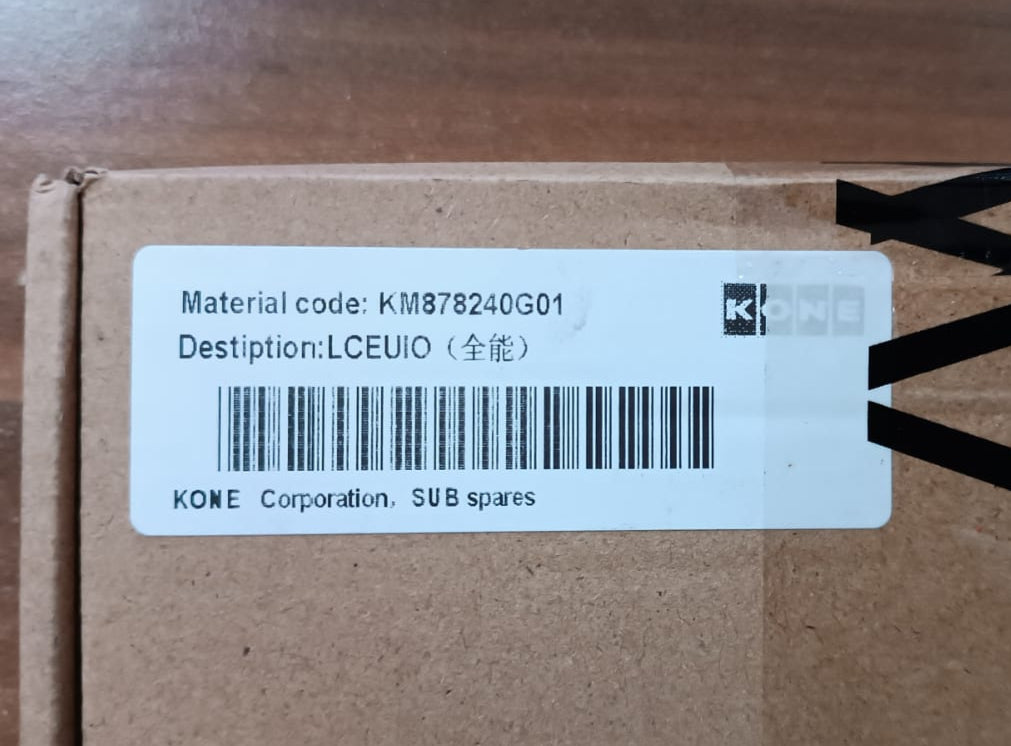 Material code: KM878240G01
KONE
Destiption:LCEUIO（全能）
KONE Corporation, SUB spares